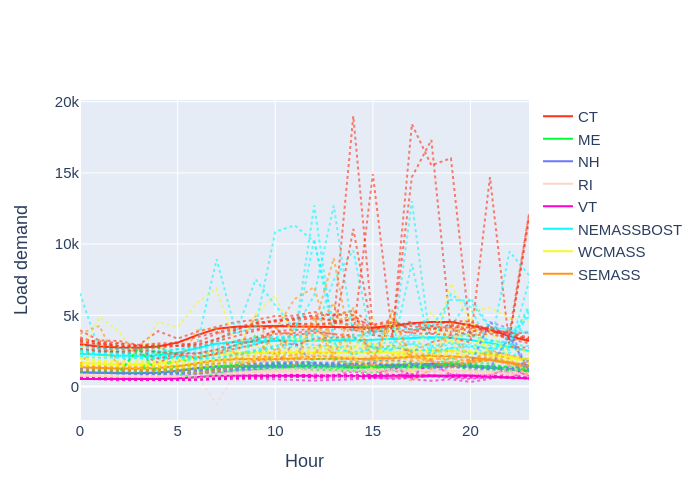 20k
15k
10k
5k
0
Load demand
0 5 10 15 20
Hour
CT
ME
NH
RI
VT
NEMASSBOST
WCMASS
SEMASS